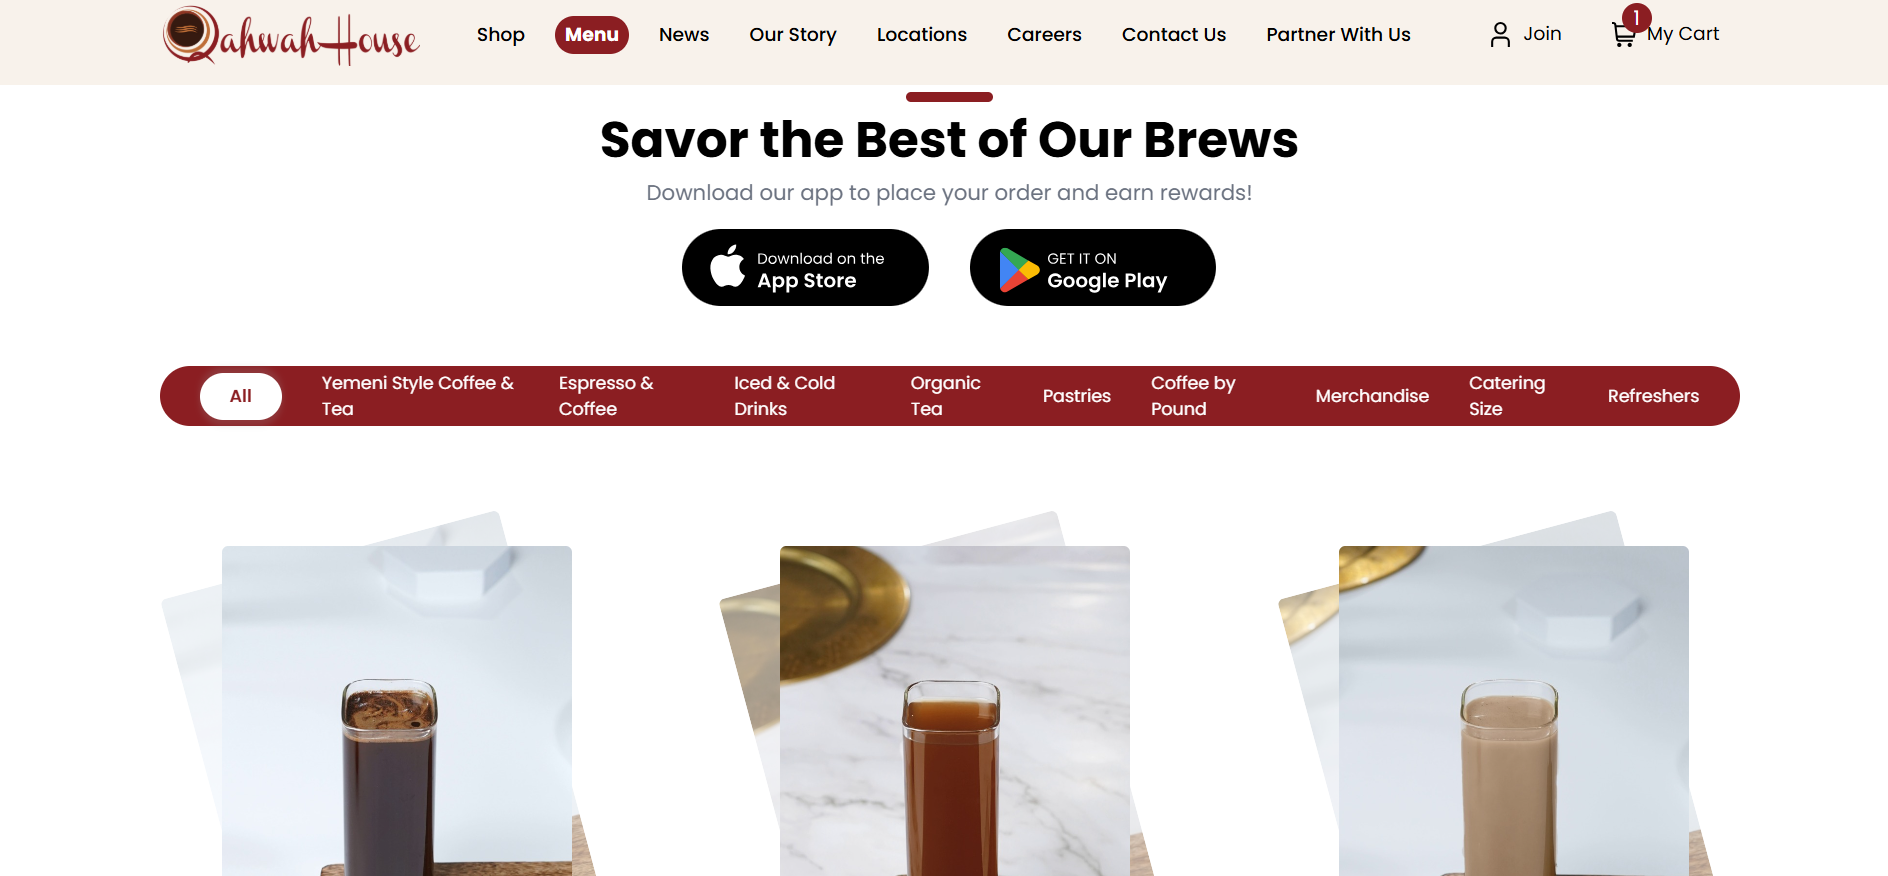 Qahwah House
Shop Menu News Our Story Locations Careers Contact Us Partner With Us Join 1 My Cart
Savor the Best of Our Brews
Download our app to place your order and earn rewards!
Download on the
App Store
GET IT ON
Google Play
All
Yemeni Style Coffee &
Tea
Espresso &
Coffee
Iced & Cold
Drinks
Organic
Tea
Pastries
Coffee by
Pound
Merchandise
Catering
Size
Refreshers